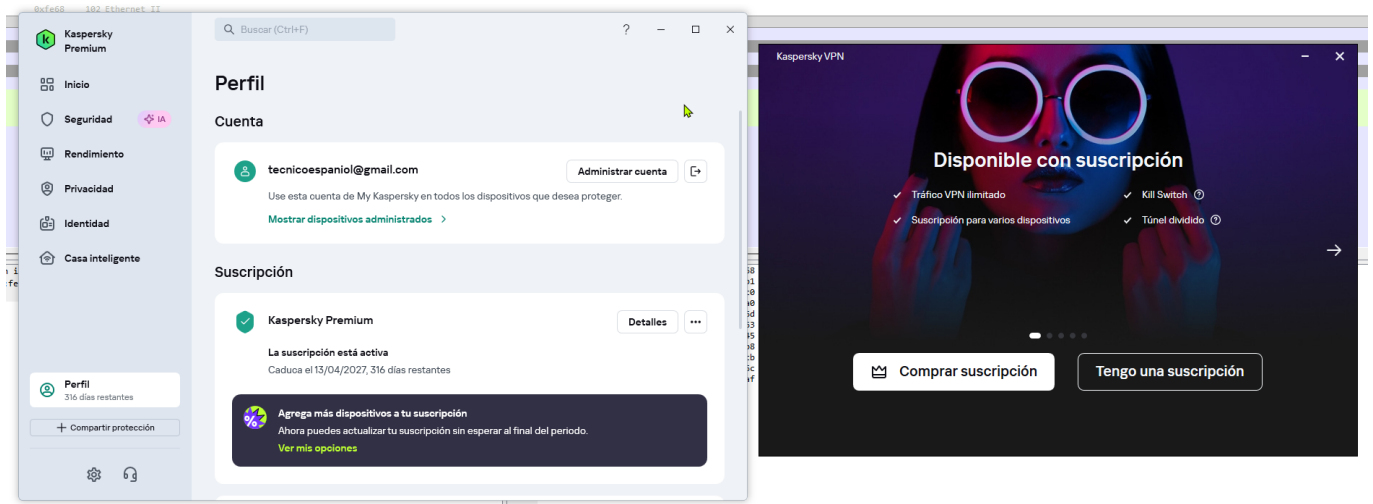 0xfe68 102 Ethernet II
Kaspersky
Premium
Buscar (Ctrl+F)
?
Inicio
Seguridad
IA
Rendimiento
Privacidad
Identidad
Casa inteligente
Perfil
316 días restantes
Compartir protección
Perfil
Cuenta
tecnicoespaniol@gmail.com
Administrar cuenta
Use esta cuenta de My Kaspersky en todos los dispositivos que desea proteger.
Mostrar dispositivos administrados
Suscripción
Kaspersky Premium
Detalles
La suscripción está activa
Caduca el 13/04/2027, 316 días restantes
Agrega más dispositivos a tu suscripción
Ahora puedes actualizar tu suscripción sin esperar al final del periodo.
Ver mis opciones
Kaspersky VPN
Disponible con suscripción
Tráfico VPN ilimitado
Kill Switch
Suscripción para varios dispositivos
Túnel dividido
Comprar suscripción
Tengo una suscripción